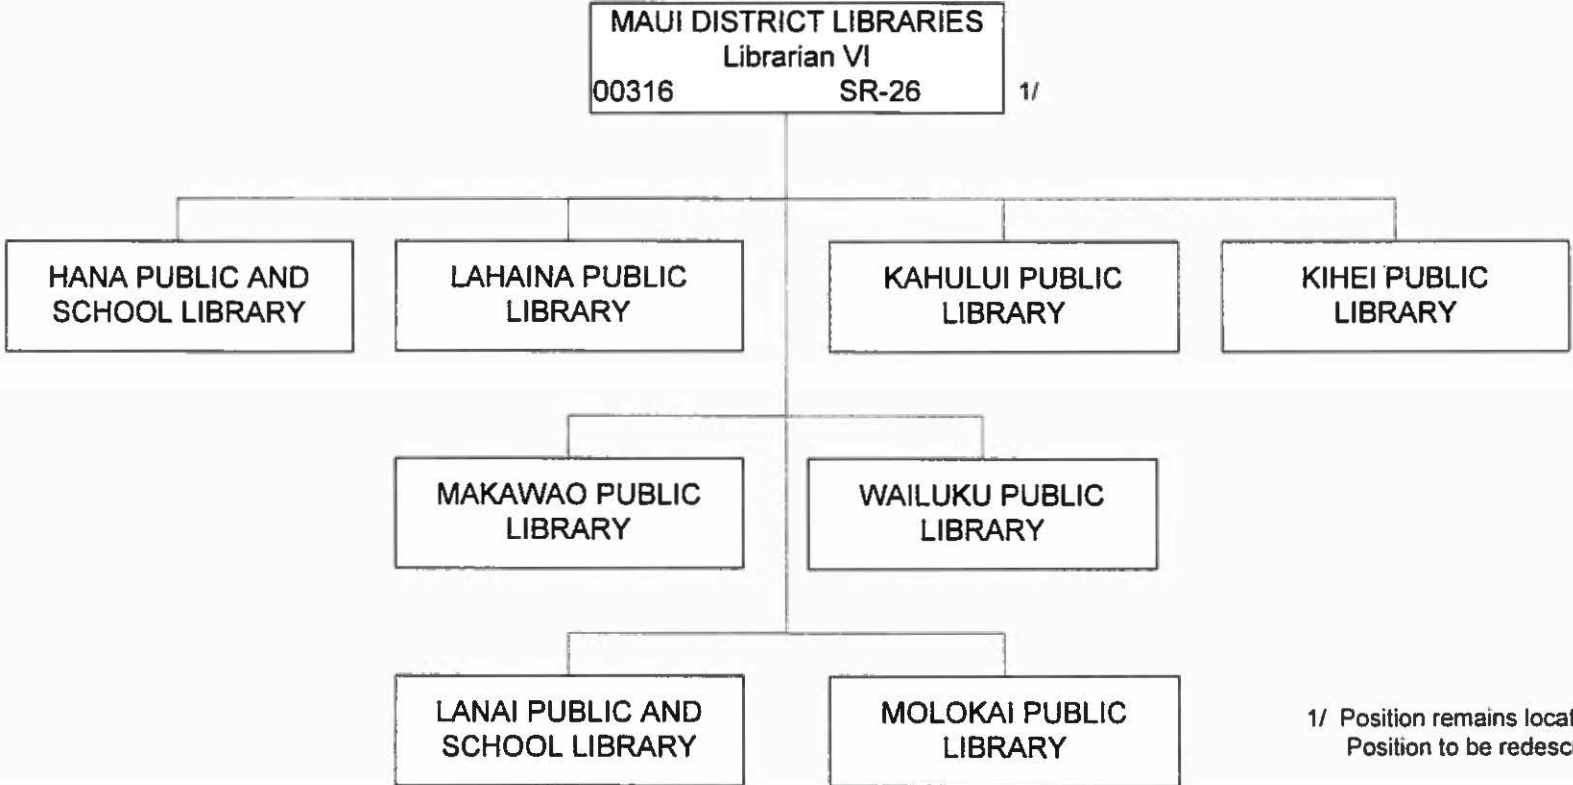 MAUI DISTRICT LIBRARIES
Librarian VI
00316 SR-26 1/
HANA PUBLIC AND
SCHOOL LIBRARY
LAHAINA PUBLIC
LIBRARY
KAHULUI PUBLIC
LIBRARY
KIHEI PUBLIC
LIBRARY
MAKAWAO PUBLIC
LIBRARY
WAILUKU PUBLIC
LIBRARY
LANAI PUBLIC AND
SCHOOL LIBRARY
MOLOKAI PUBLIC
LIBRARY
1/ Position remains
Position to be